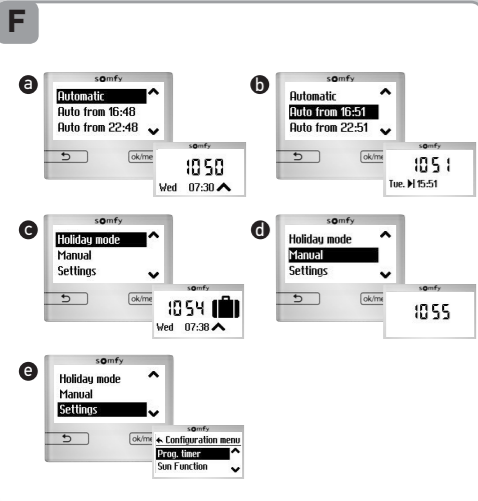 F
a
somfy
Automatic
Auto from 16:48
Auto from 22:48
ok/me
somfy
10 50
Wed 07:30
b
somfy
Automatic
Auto from 16:51
Auto from 22:51
ok/me
somfy
10 51
Tue. 15:51
c
somfy
Holiday mode
Manual
Settings
ok/me
somfy
10 54
Wed 07:38
d
somfy
Holiday mode
Manual
Settings
ok/me
somfy
10 55
e
somfy
Holiday mode
Manual
Settings
ok/me
somfy
Configuration menu
Prog. timer
Sun Function